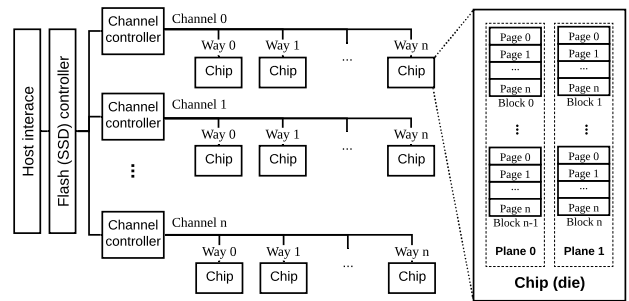 Host interace
Flash (SSD) controller
Channel
controller
Channel 0
Way 0
Way 1
Way n
Chip
Chip
...
Chip
Channel
controller
Channel 1
Way 0
Way 1
Way n
Chip
Chip
...
Chip
...
Channel
controller
Channel n
Way 0
Way 1
Way n
Chip
Chip
...
Chip
Page 0
Page 1
...
Page n
Block 0
...
Page 0
Page 1
...
Page n
Block n-1
Plane 0
Page 0
Page 1
...
Page n
Block 1
...
Page 0
Page 1
...
Page n
Block n
Plane 1
Chip (die)